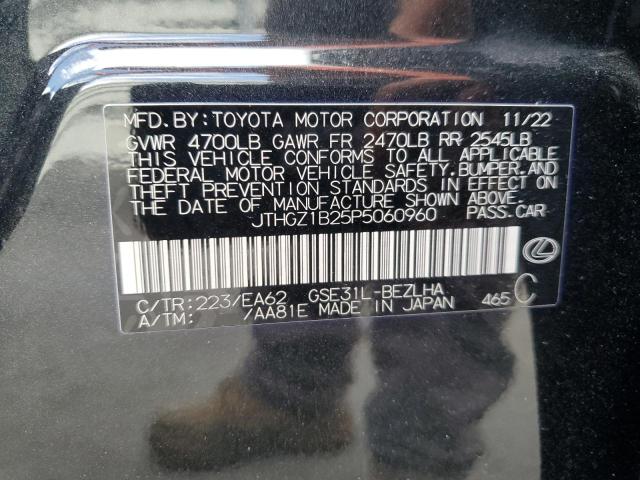 MFD. BY: TOYOTA MOTOR CORPORATION 11/22
GVWR 4700LB GAWR FR 2470LB RR 2545LB
THIS VEHICLE CONFORMS TO ALL APPLICABLE
FEDERAL MOTOR VEHICLE SAFETY, BUMPER, AND
THEFT PREVENTION STANDARDS IN EFFECT ON
THE DATE OF MANUFACTURE SHOWN ABOVE.
JTHGZ1B25P5060960 PASS. CAR
C/TR: 223/EA62 GSE31L-BEZLHA 465 C
A/TM: /AA81E MADE IN JAPAN